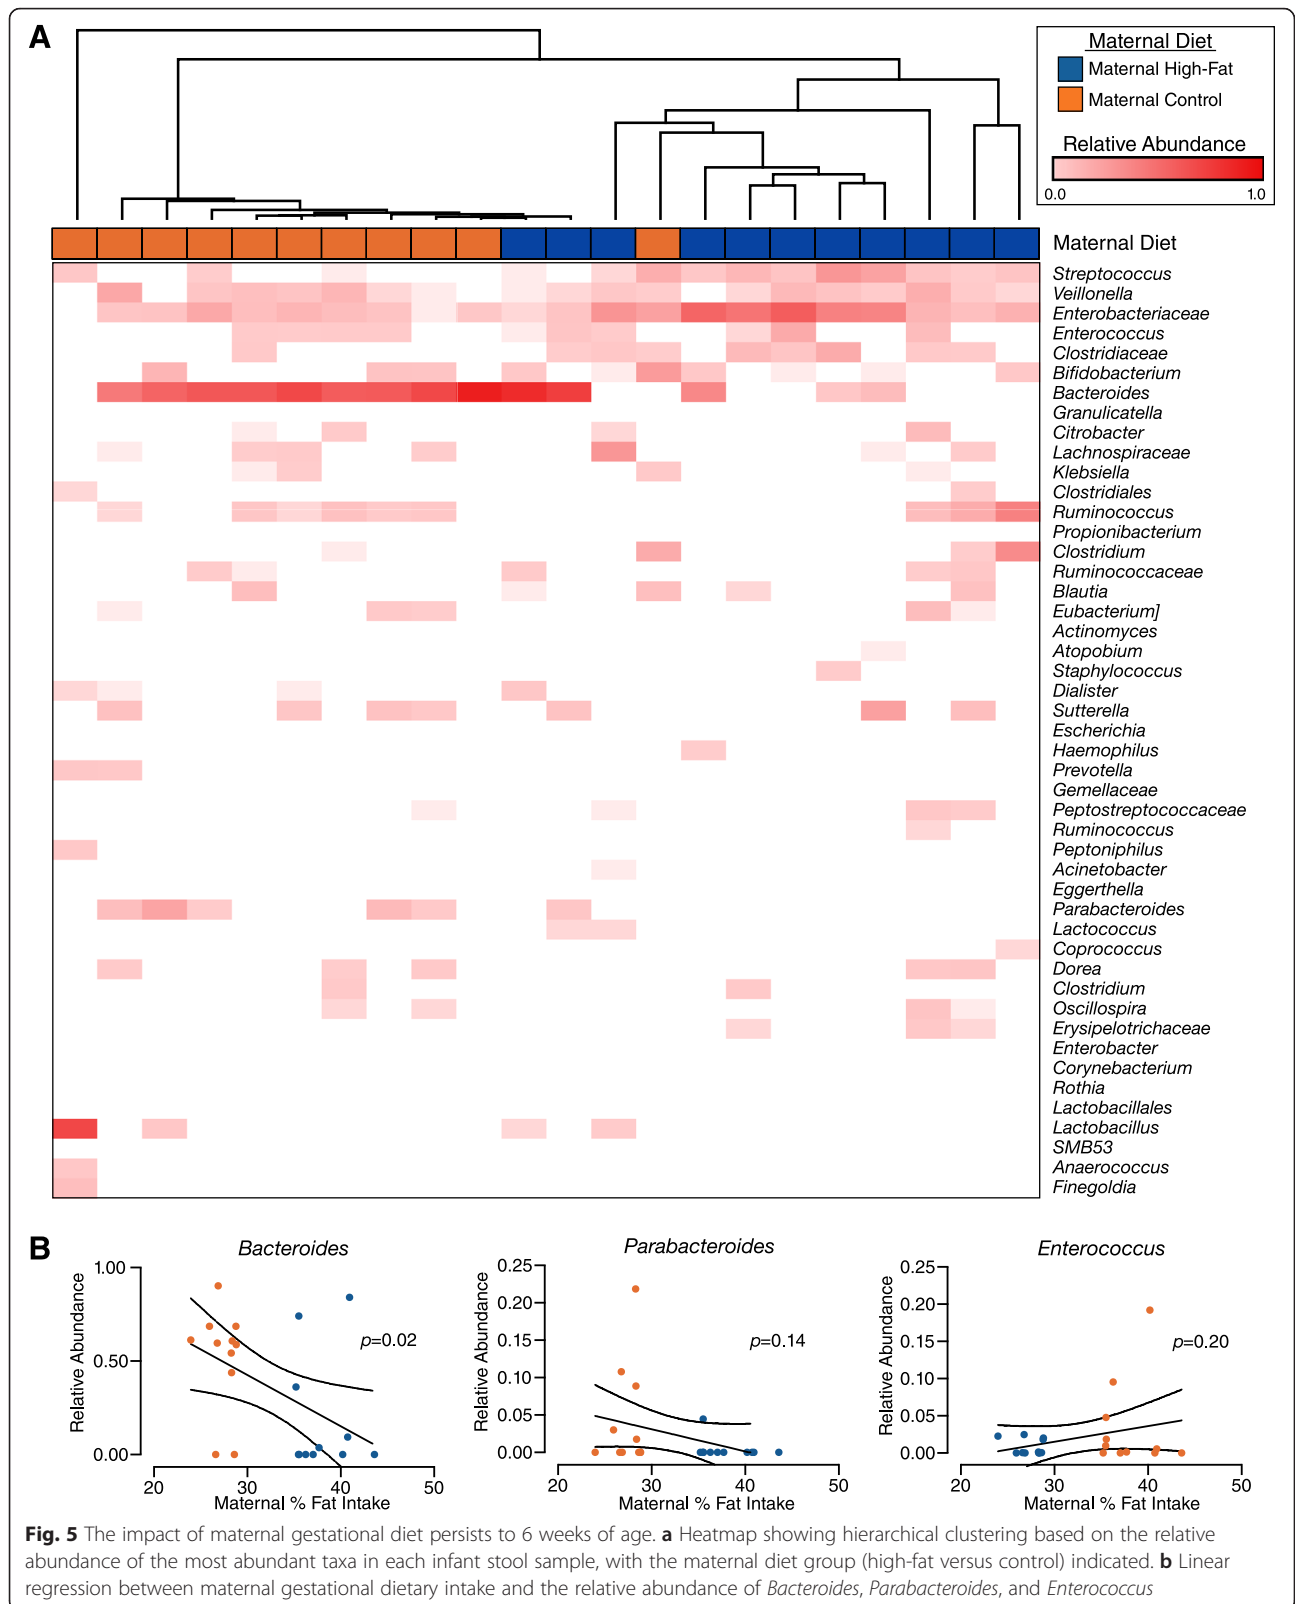 A
Maternal Diet
Maternal High-Fat
Maternal Control
Relative Abundance
0.0 1.0
Maternal Diet
Streptococcus
Veillonella
Enterobacteriaceae
Enterococcus
Clostridiaceae
Bifidobacterium
Bacteroides
Granulicatella
Citrobacter
Lachnospiraceae
Klebsiella
Clostridiales
Ruminococcus
Propionibacterium
Clostridium
Ruminococcaceae
Blautia
Eubacterium]
Actinomyces
Atopobium
Staphylococcus
Dialister
Sutterella
Escherichia
Haemophilus
Prevotella
Gemellaceae
Peptostreptococcaceae
Ruminococcus
Peptoniphilus
Acinetobacter
Eggerthella
Parabacteroides
Lactococcus
Coprococcus
Dorea
Clostridium
Oscillospira
Erysipelotrichaceae
Enterobacter
Corynebacterium
Rothia
Lactobacillales
Lactobacillus
SMB53
Anaerococcus
Finegoldia
B
Bacteroides
Relative Abundance
1.00
0.50
0.00
p=0.02
20 30 40 50
Maternal % Fat Intake
Parabacteroides
Relative Abundance
0.25
0.20
0.15
0.10
0.05
0.00
p=0.14
20 30 40 50
Maternal % Fat Intake
Enterococcus
Relative Abundance
0.25
0.20
0.15
0.10
0.05
0.00
p=0.20
20 30 40 50
Maternal % Fat Intake
Fig. 5 The impact of maternal gestational diet persists to 6 weeks of age. a Heatmap showing hierarchical clustering based on the relative
abundance of the most abundant taxa in each infant stool sample, with the maternal diet group (high-fat versus control) indicated. b Linear
regression between maternal gestational dietary intake and the relative abundance of Bacteroides, Parabacteroides, and Enterococcus